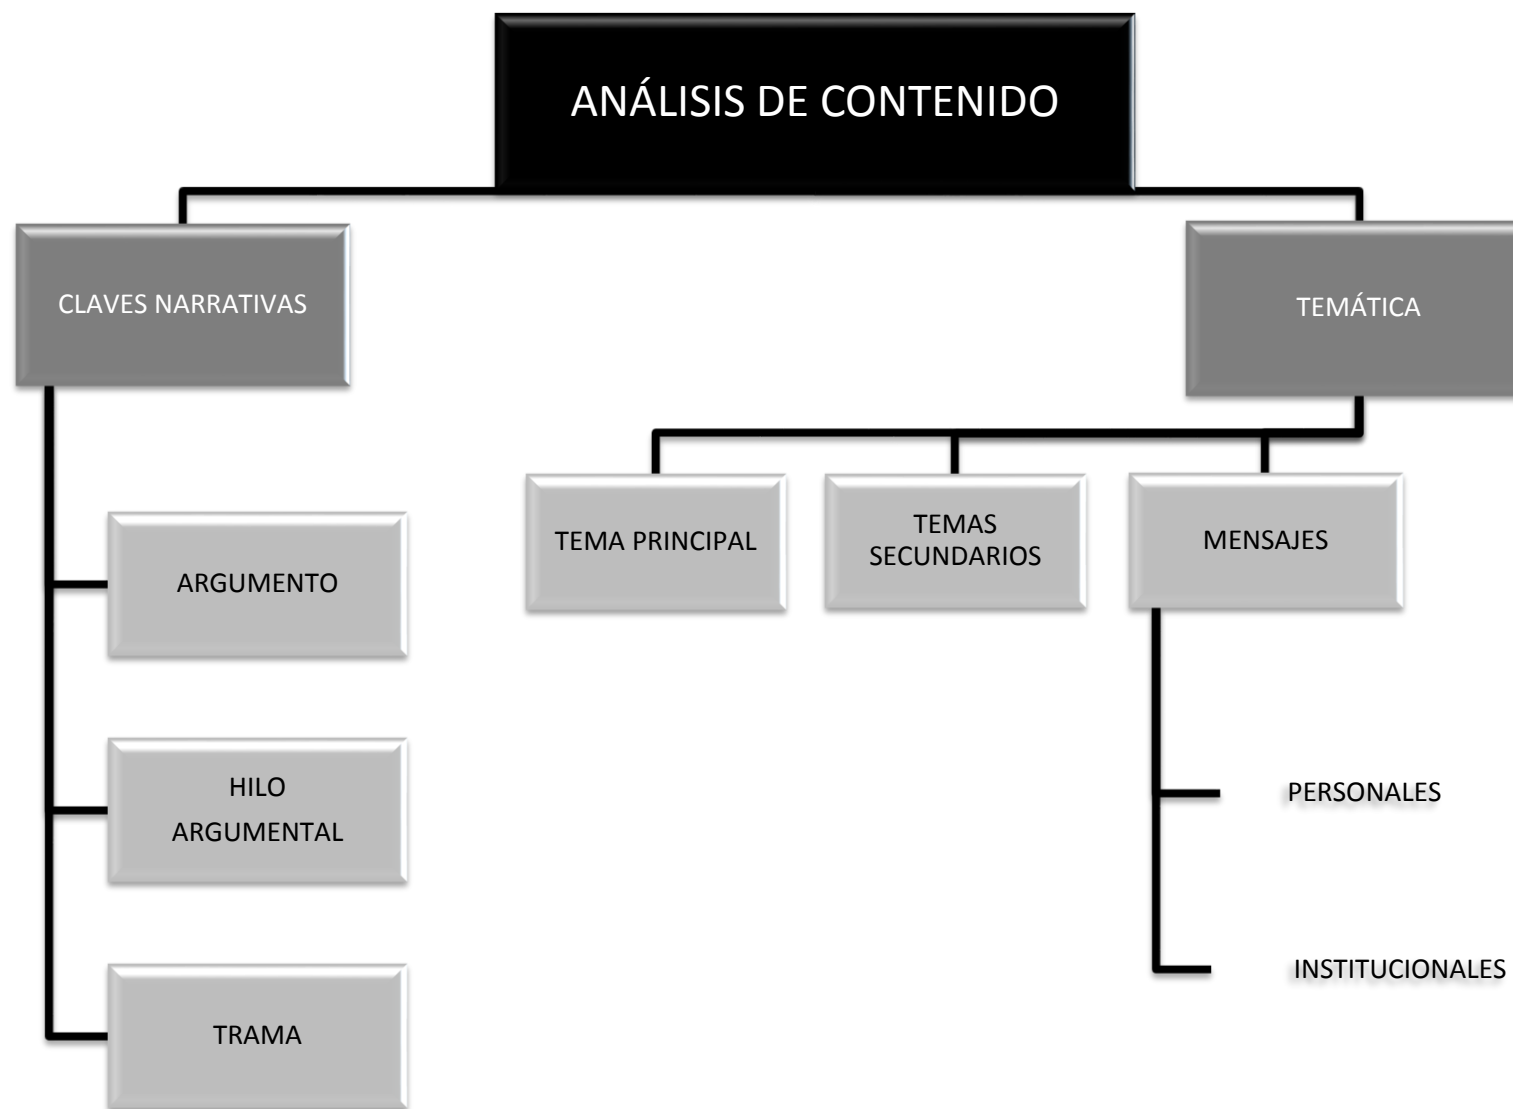 ANÁLISIS DE CONTENIDO
CLAVES NARRATIVAS
TEMÁTICA
TEMA PRINCIPAL
TEMAS
SECUNDARIOS
MENSAJES
ARGUMENTO
HILO
ARGUMENTAL
PERSONALES
INSTITUCIONALES
TRAMA